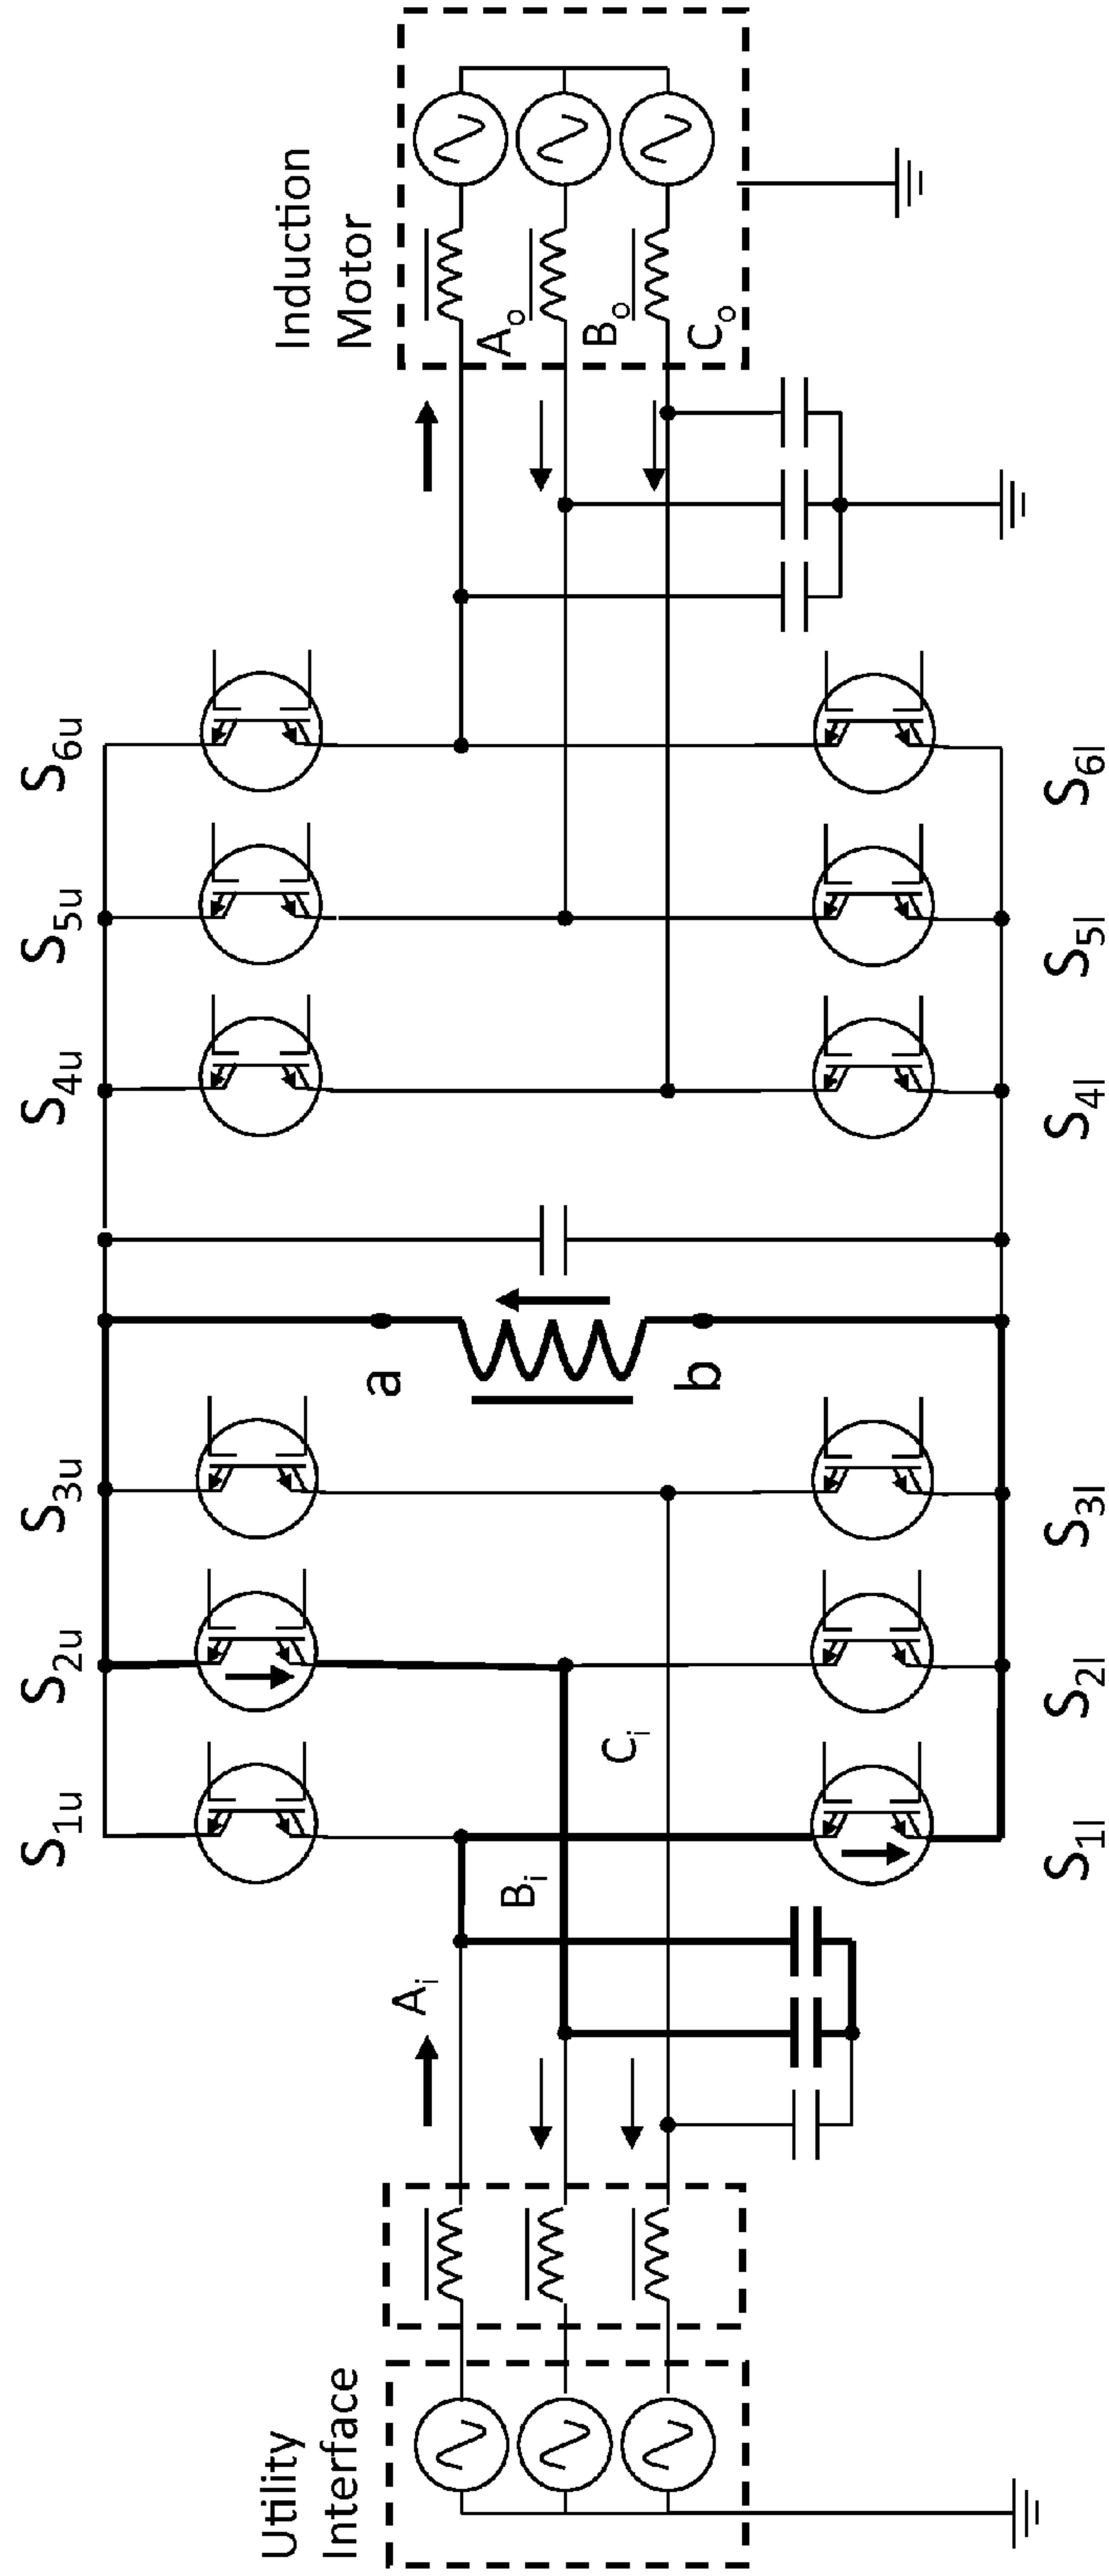 Utility
Interface
Induction
Motor
S1u
S2u
S3u
S4u
S5u
S6u
Ai
Bi
Ci
a
b
Ao
Bo
Co
S1l
S2l
S3l
S4l
S5l
S6l